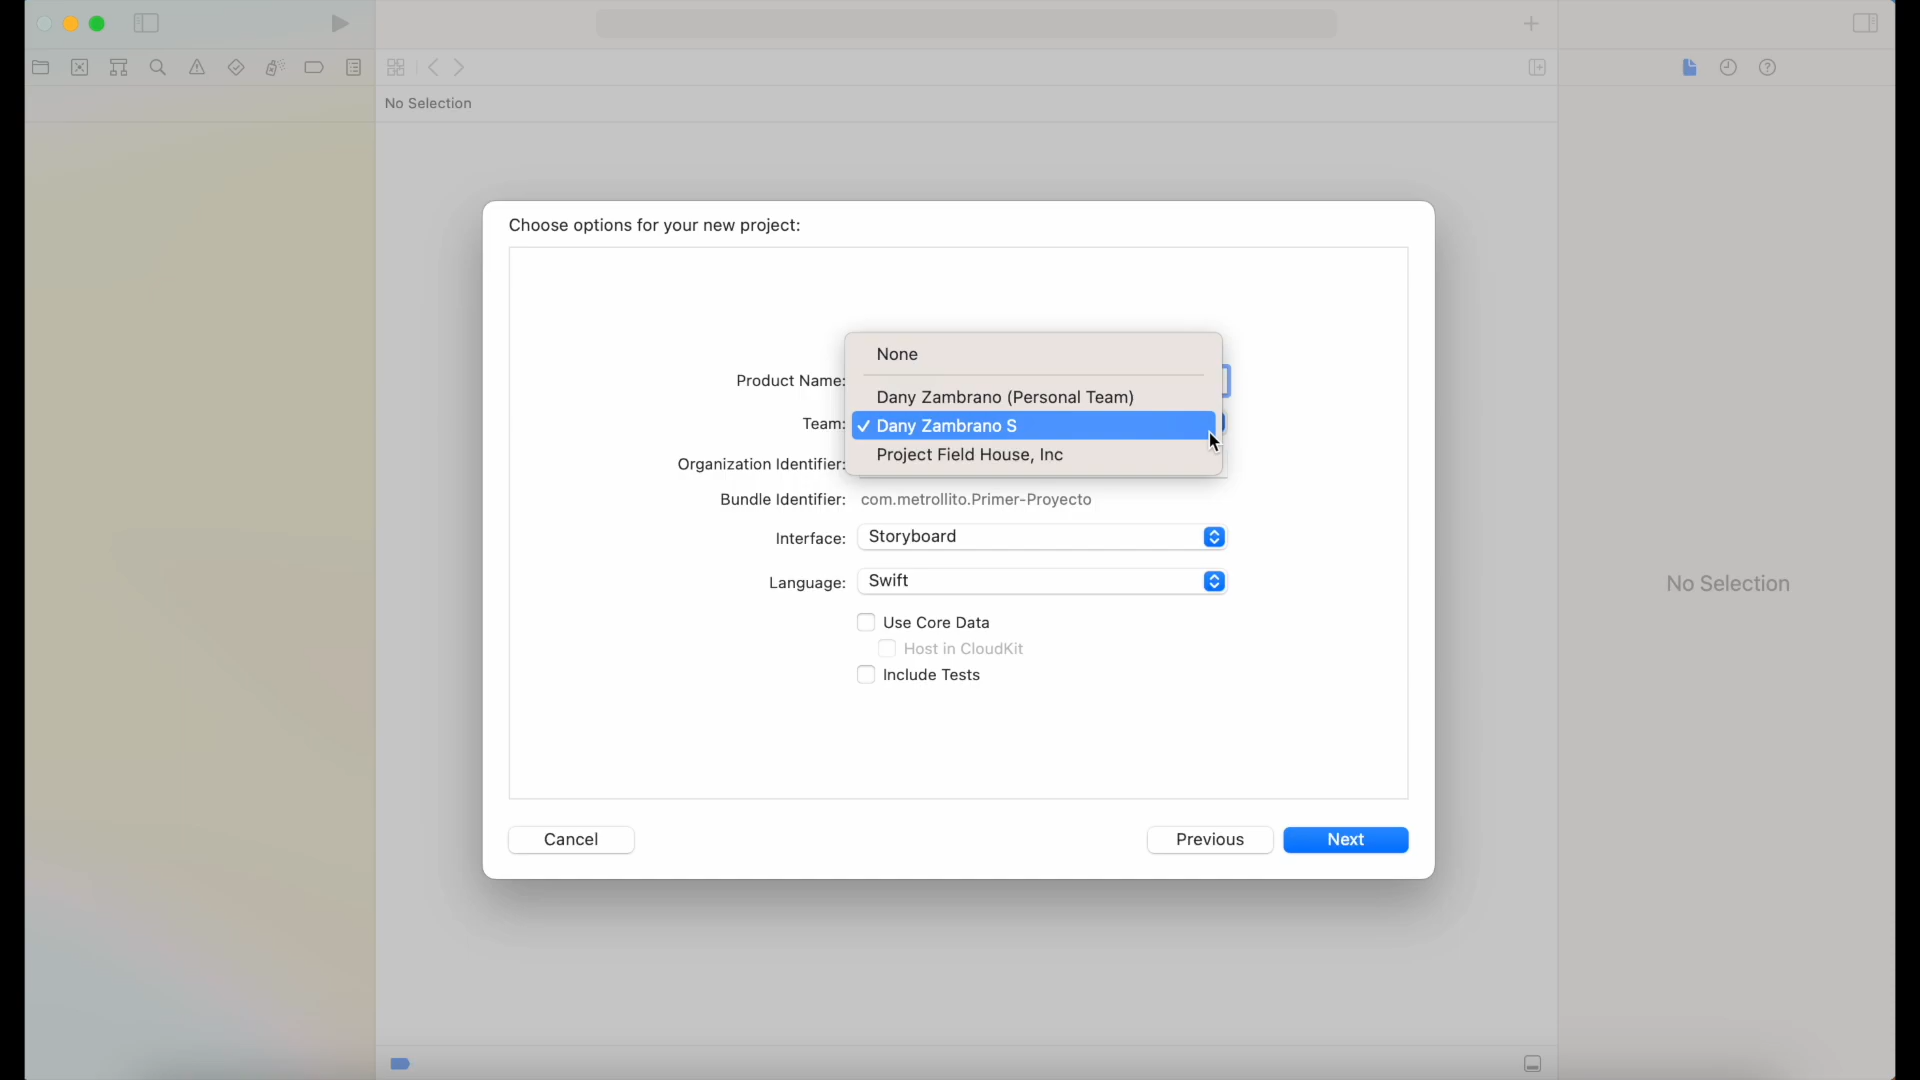 No Selection
Choose options for your new project:
None
Product Name:
Dany Zambrano (Personal Team)
Team:
✓ Dany Zambrano S
Project Field House, Inc
Organization Identifier:
Bundle Identifier: com.metrollito.Primer-Proyecto
Interface: Storyboard
Language: Swift
Use Core Data
Host in CloudKit
Include Tests
No Selection
Cancel
Previous
Next